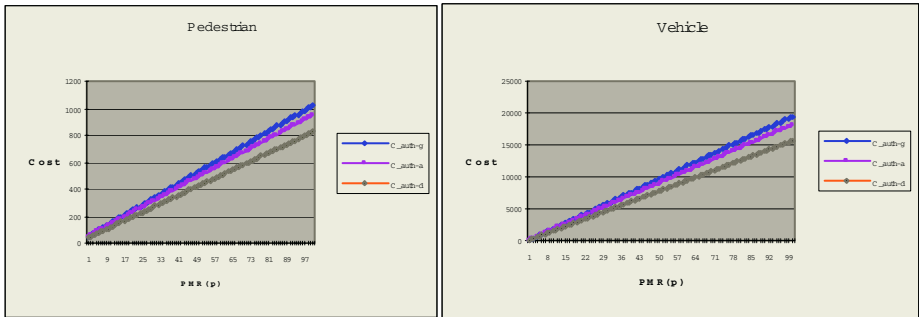 Pedestrian
1200
1000
800
600
400
200
0
Cost
1 9 17 25 33 41 49 57 65 73 81 89 97
PMR(p)
C_auth-g
C_auth-a
C_auth-d
Vehicle
25000
20000
15000
10000
5000
0
Cost
1 8 15 22 29 36 43 50 57 64 71 78 85 92 99
PMR(p)
C_auth-g
C_auth-a
C_auth-d